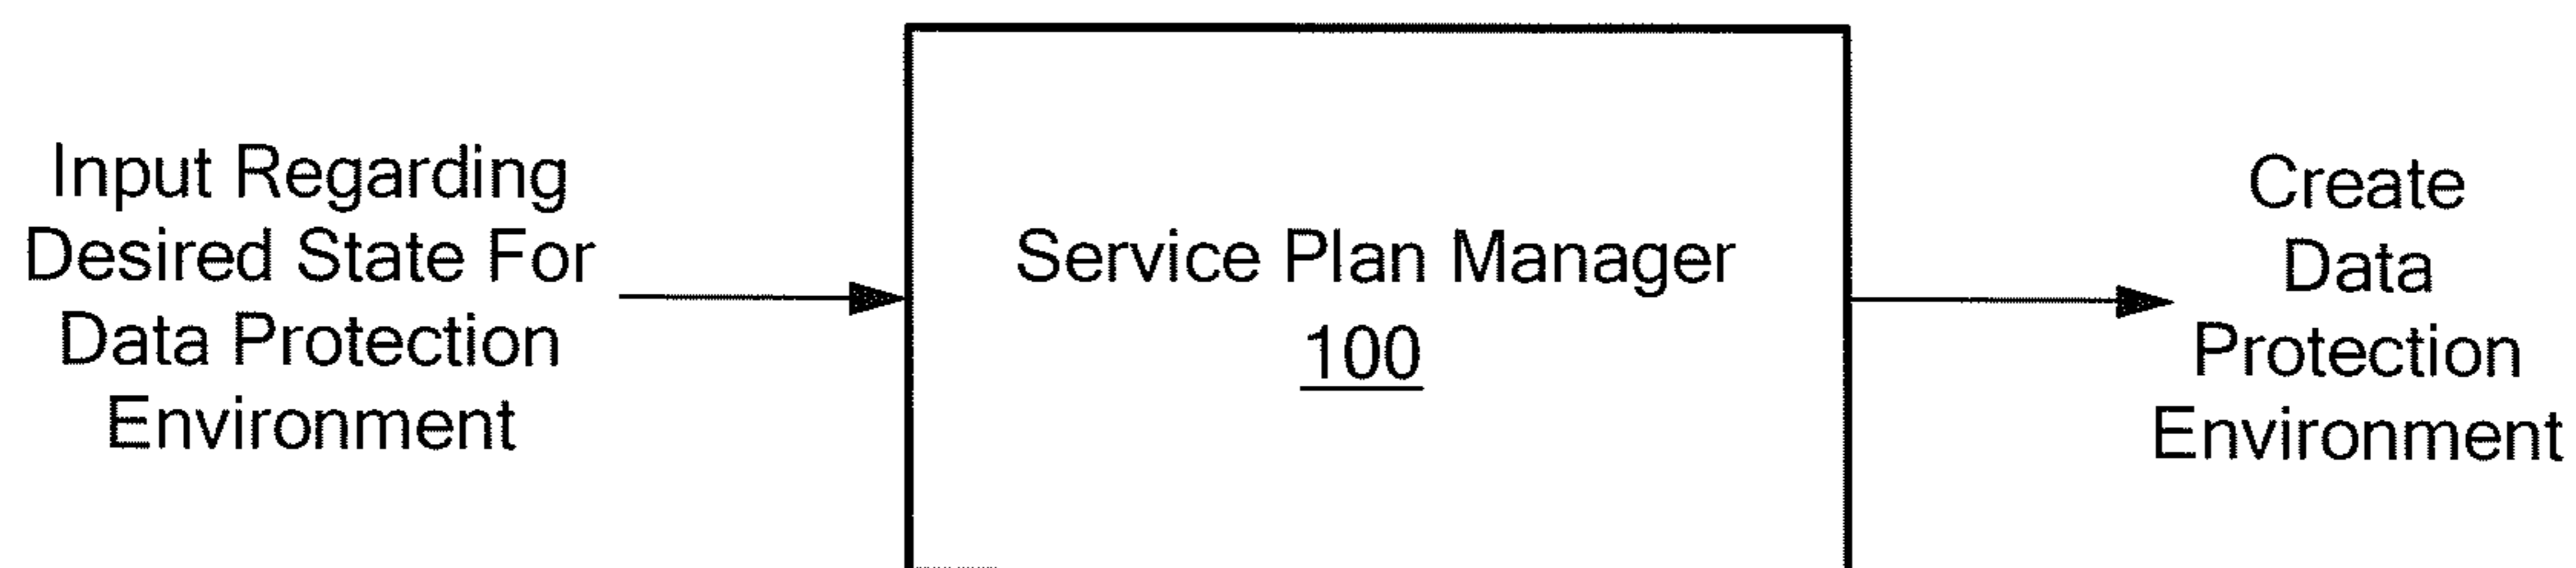 Input Regarding
Desired State For
Data Protection
Environment
Service Plan Manager
100
Create
Data
Protection
Environment